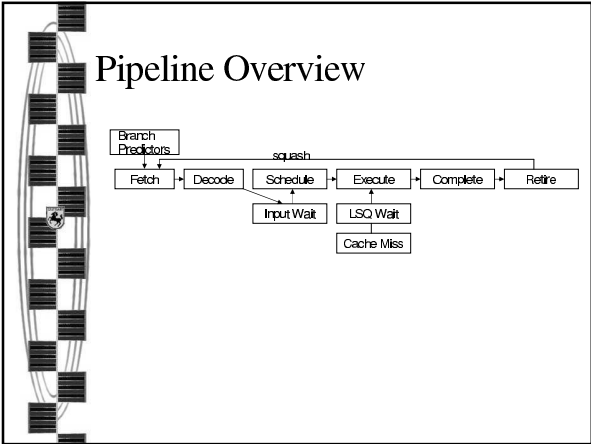 Pipeline Overview
Branch
Predictors
squash
Fetch
Decode
Schedule
Execute
Complete
Retire
Input Wait
LSQ Wait
Cache Miss